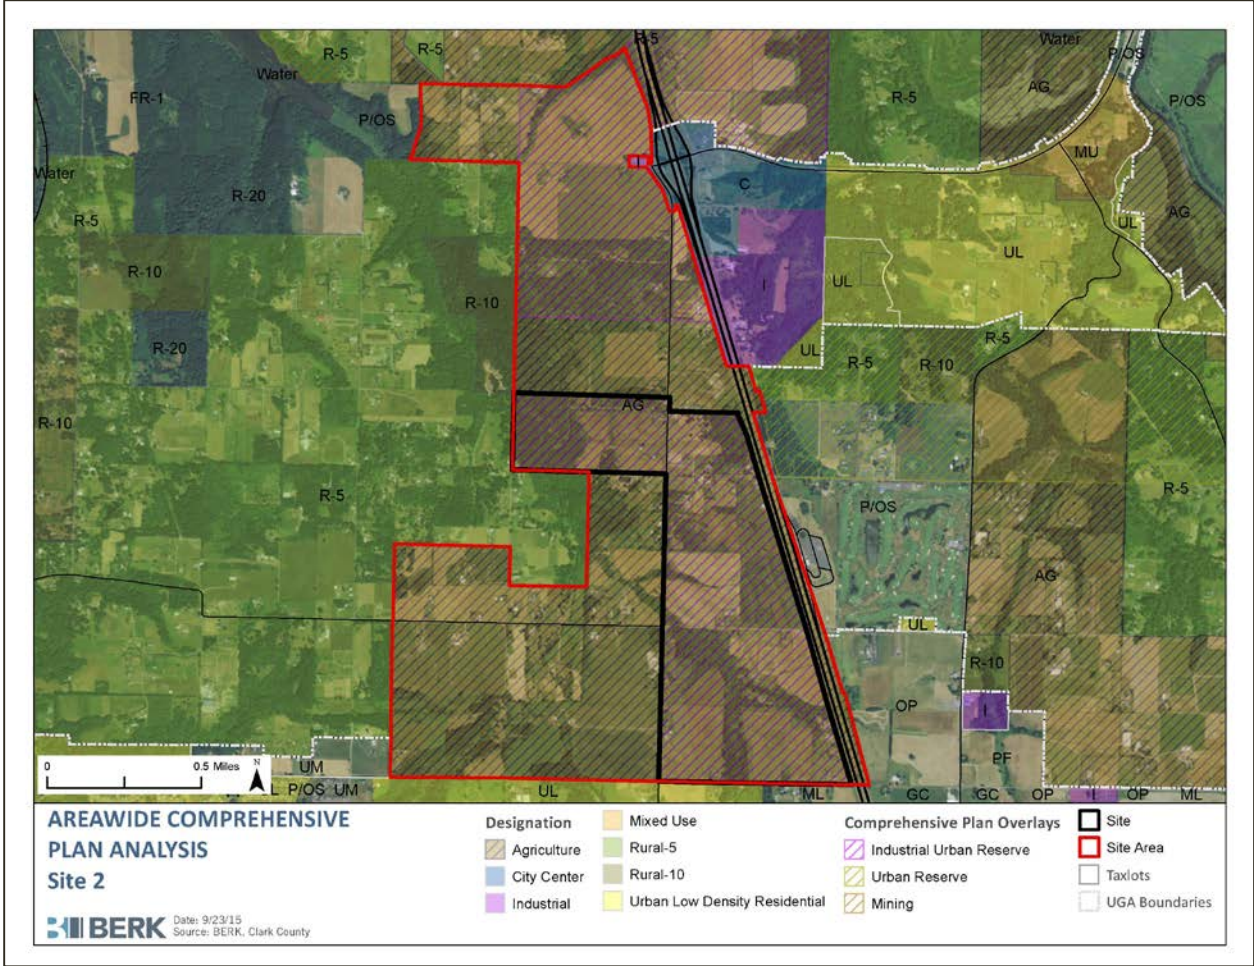 R-5
R-5
R-5
Water
P/OS
Water
FR-1
P/OS
R-5
AG
P/OS
MU
Water
I
C
R-20
R-5
AG
UL
UL
R-10
R-10
I
UL
R-20
UL
R-5
R-10
R-5
AG
R-10
R-5
P/OS
R-5
AG
UL
R-10
OP
I
PF
0 0.5 Miles
N
UM
L P/OS UM
UL
ML
GC
GC
OP
I
OP
ML
AREAWIDE COMPREHENSIVE
PLAN ANALYSIS
Site 2
BERK
Date: 9/23/15
Source: BERK, Clark County
Designation
Agriculture
City Center
Industrial
Mixed Use
Rural-5
Rural-10
Urban Low Density Residential
Comprehensive Plan Overlays
Industrial Urban Reserve
Urban Reserve
Mining
Site
Site Area
Taxlots
UGA Boundaries